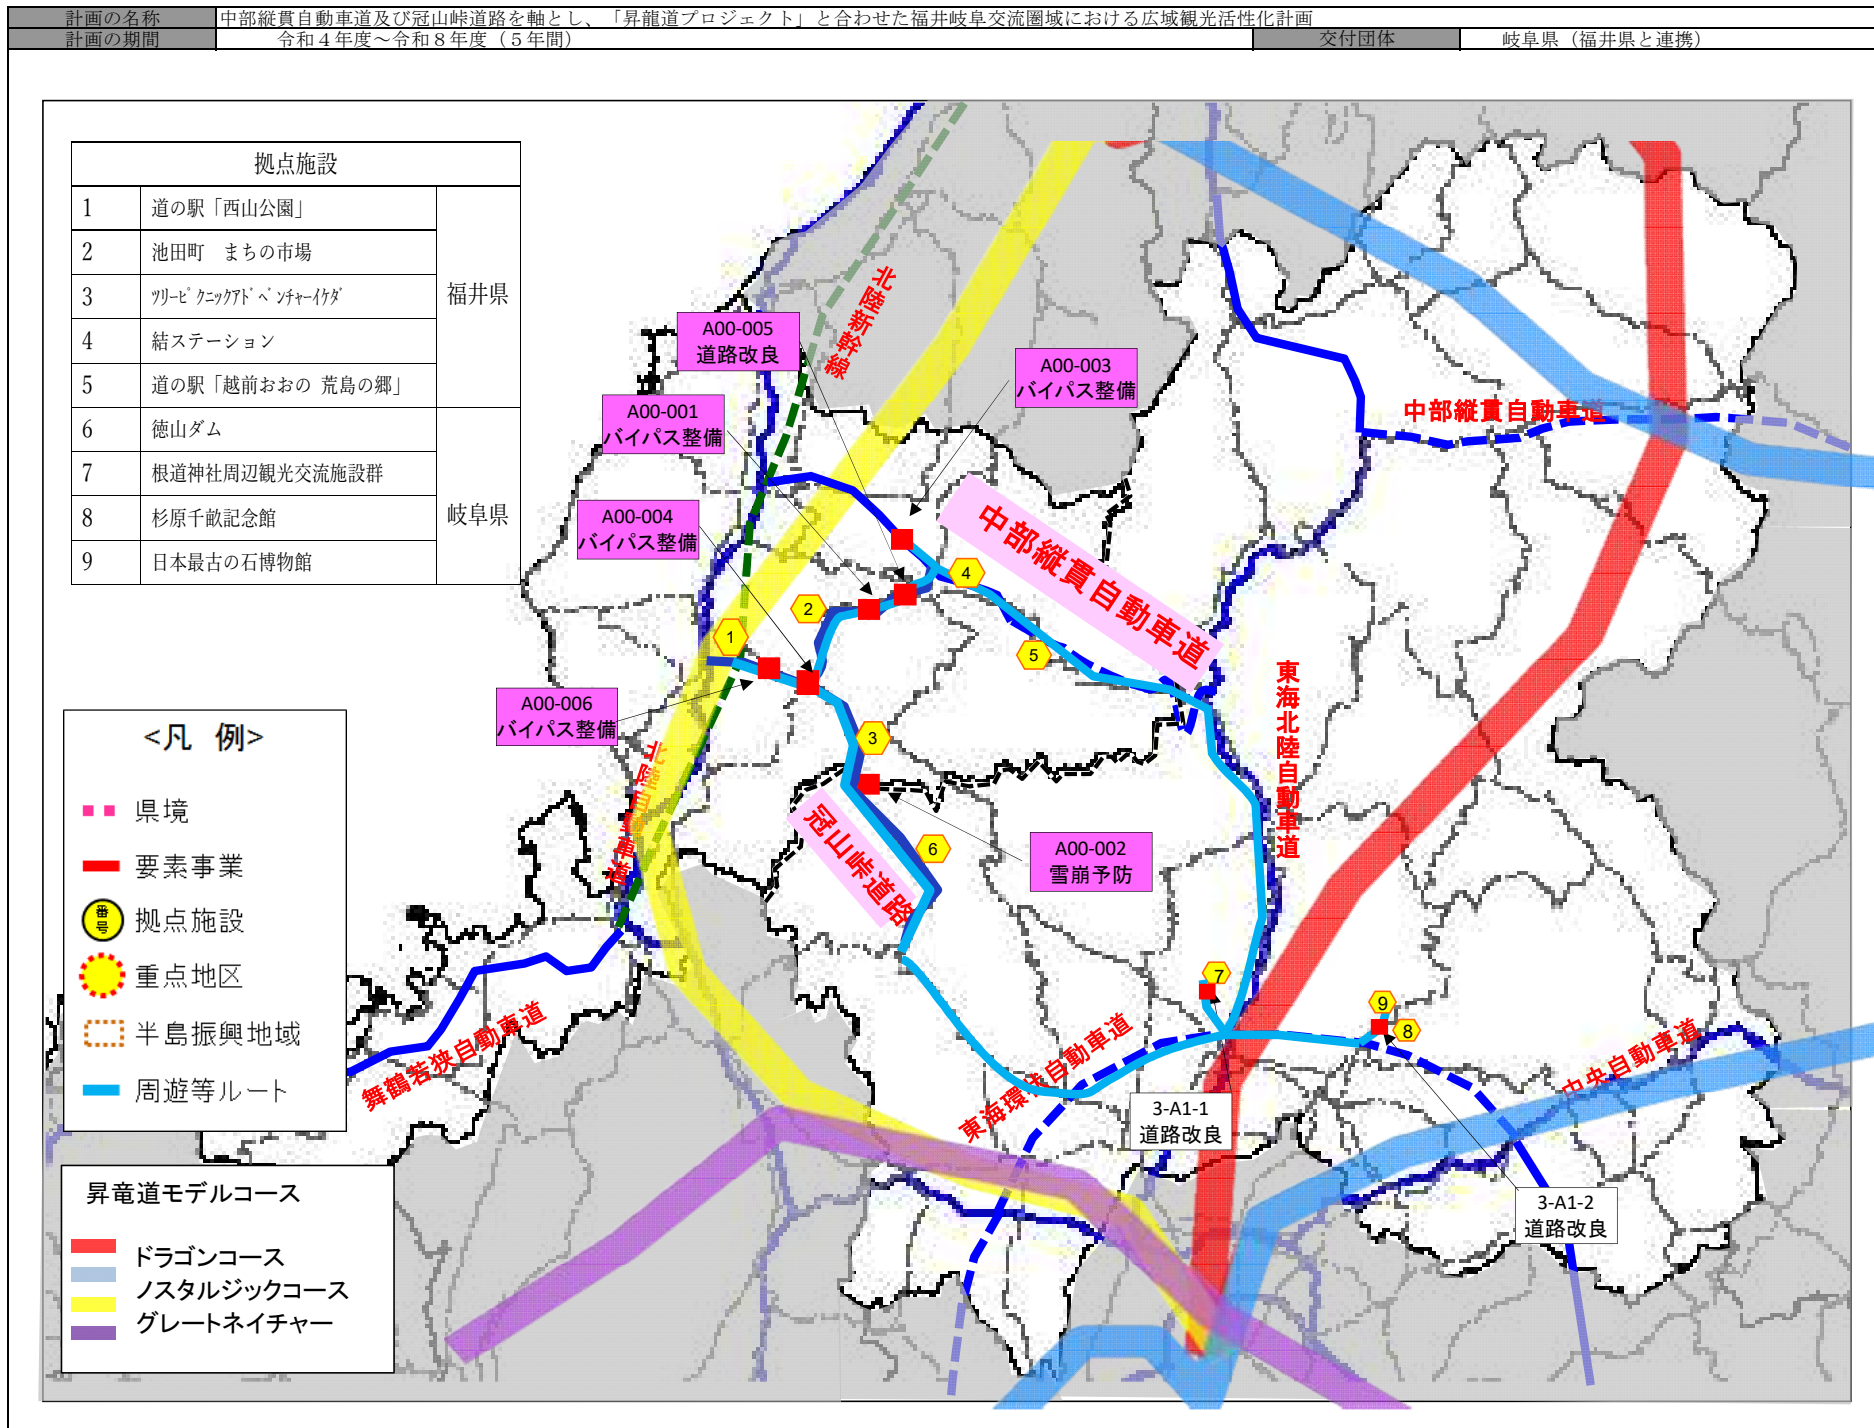 計画の名称 中部縦貫自動車道及び冠山峠道路を軸とし、「昇龍道プロジェクト」と合わせた福井岐阜交流圏域における広域観光活性化計画
計画の期間 令和４年度～令和８年度（５年間） 交付団体 岐阜県（福井県と連携）
拠点施設
1 道の駅「西山公園」
2 池田町　まちの市場
3 ﾂﾘｰﾋﾟｸﾆｯｸｱﾄﾞﾍﾞﾝﾁｬｰｲｹﾀﾞ
4 結ステーション
5 道の駅「越前おおの 荒島の郷」
福井県
6 徳山ダム
7 根道神社周辺観光交流施設群
8 杉原千畝記念館
9 日本最古の石博物館
岐阜県
北陸新幹線
A00-005
道路改良
A00-003
バイパス整備
A00-001
バイパス整備
A00-004
バイパス整備
A00-006
バイパス整備
A00-002
雪崩予防
中部縦貫自動車道
中部縦貫自動車道
東海北陸自動車道
冠山峠道路
北陸自動車道
舞鶴若狭自動車道
東海環状自動車道
中央自動車道
1
2
3
4
5
6
7
9
8
3-A1-1
道路改良
3-A1-2
道路改良
<凡 例>
県境
要素事業
番号 拠点施設
重点地区
半島振興地域
周遊等ルート
昇竜道モデルコース
ドラゴンコース
ノスタルジックコース
グレートネイチャー